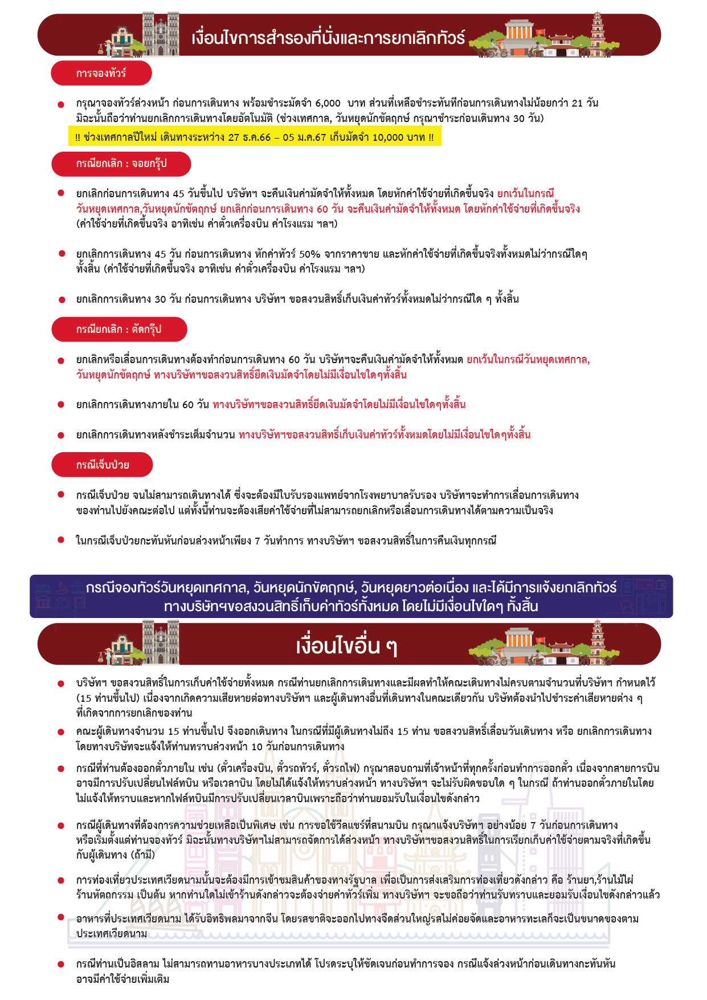 เงื่อนไขการสำรองที่นั่งและการยกเลิกทัวร์
การจองทัวร์
กรุณาจองทัวร์ล่วงหน้า ก่อนการเดินทาง พร้อมชำระมัดจำ 6,000 บาท ส่วนที่เหลือชำระทันทีก่อนการเดินทางไม่น้อยกว่า 21 วัน
มิฉะนั้นถือว่าท่านยกเลิกการเดินทางโดยอัตโนมัติ (ช่วงเทศกาล, วันหยุดนักขัตฤกษ์ กรุณาชำระก่อนเดินทาง 30 วัน)
!! ช่วงเทศกาลปีใหม่ เดินทางระหว่าง 27 ธ.ค.66 – 05 ม.ค.67 เก็บมัดจำ 10,000 บาท !!
กรณียกเลิก : จอยกรุ๊ป
ยกเลิกก่อนการเดินทาง 45 วันขึ้นไป บริษัทฯ จะคืนเงินค่ามัดจำให้ทั้งหมด โดยหักค่าใช้จ่ายที่เกิดขึ้นจริง ยกเว้นในกรณี
วันหยุดเทศกาล,วันหยุดนักขัตฤกษ์ ยกเลิกก่อนการเดินทาง 60 วัน จะคืนเงินค่ามัดจำให้ทั้งหมด โดยหักค่าใช้จ่ายที่เกิดขึ้นจริง
(ค่าใช้จ่ายที่เกิดขึ้นจริง อาทิเช่น ค่าตั๋วเครื่องบิน ค่าโรงแรม ฯลฯ)
ยกเลิกการเดินทาง 45 วัน ก่อนการเดินทาง หักค่าทัวร์ 50% จากราคาขาย และหักค่าใช้จ่ายที่เกิดขึ้นจริงทั้งหมดไม่ว่ากรณีใดๆ
ทั้งสิ้น (ค่าใช้จ่ายที่เกิดขึ้นจริง อาทิเช่น ค่าตั๋วเครื่องบิน ค่าโรงแรม ฯลฯ)
ยกเลิกการเดินทาง 30 วัน ก่อนการเดินทาง บริษัทฯ ขอสงวนสิทธิ์เก็บเงินค่าทัวร์ทั้งหมดไม่ว่ากรณีใด ๆ ทั้งสิ้น
กรณียกเลิก : ตัดกรุ๊ป
ยกเลิกหรือเลื่อนการเดินทางต้องทำก่อนการเดินทาง 60 วัน บริษัทฯจะคืนเงินค่ามัดจำให้ทั้งหมด ยกเว้นในกรณีวันหยุดเทศกาล,
วันหยุดนักขัตฤกษ์ ทางบริษัทฯขอสงวนสิทธิ์ยึดเงินมัดจำโดยไม่มีเงื่อนไขใดๆทั้งสิ้น
ยกเลิกการเดินทางภายใน 60 วัน ทางบริษัทฯขอสงวนสิทธิ์ยึดเงินมัดจำโดยไม่มีเงื่อนไขใดๆทั้งสิ้น
ยกเลิกการเดินทางหลังชำระเต็มจำนวน ทางบริษัทฯขอสงวนสิทธิ์เก็บเงินค่าทัวร์ทั้งหมดโดยไม่มีเงื่อนไขใดๆทั้งสิ้น
กรณีเจ็บป่วย
กรณีเจ็บป่วย จนไม่สามารถเดินทางได้ ซึ่งจะต้องมีใบรับรองแพทย์จากโรงพยาบาลรับรอง บริษัทฯจะทำการเลื่อนการเดินทาง
ของท่านไปยังคณะต่อไป แต่ทั้งนี้ท่านจะต้องเสียค่าใช้จ่ายที่ไม่สามารถยกเลิกหรือเลื่อนการเดินทางได้ตามความเป็นจริง
ในกรณีเจ็บป่วยกะทันหันก่อนล่วงหน้าเพียง 7 วันทำการ ทางบริษัทฯ ขอสงวนสิทธิ์ในการคืนเงินทุกกรณี
กรณีจองทัวร์วันหยุดเทศกาล, วันหยุดนักขัตฤกษ์, วันหยุดยาวต่อเนื่อง และได้มีการแจ้งยกเลิกทัวร์
ทางบริษัทฯขอสงวนสิทธิ์เก็บค่าทัวร์ทั้งหมด โดยไม่มีเงื่อนไขใดๆ ทั้งสิ้น
เงื่อนไขอื่น ๆ
บริษัทฯ ขอสงวนสิทธิ์ในการเก็บค่าใช้จ่ายทั้งหมด กรณีท่านยกเลิกการเดินทางและมีผลทำให้คณะเดินทางไม่ครบตามจำนวนที่บริษัทฯ กำหนดไว้
(15 ท่านขึ้นไป) เนื่องจากเกิดความเสียหายต่อทางบริษัทฯ และผู้เดินทางอื่นที่เดินทางในคณะเดียวกัน บริษัทต้องนำไปชำระค่าเสียหายต่าง ๆ
ที่เกิดจากการยกเลิกของท่าน
คณะผู้เดินทางจำนวน 15 ท่านขึ้นไป จึงออกเดินทาง ในกรณีที่มีผู้เดินทางไม่ถึง 15 ท่าน ขอสงวนสิทธิ์เลื่อนวันเดินทาง หรือ ยกเลิกการเดินทาง
โดยทางบริษัทจะแจ้งให้ท่านทราบล่วงหน้า 10 วันก่อนการเดินทาง
กรณีที่ท่านต้องออกตั๋วภายใน เช่น (ตั๋วเครื่องบิน, ตั๋วรถทัวร์, ตั๋วรถไฟ) กรุณาสอบถามที่เจ้าหน้าที่ทุกครั้งก่อนทำการออกตั๋ว เนื่องจากสายการบิน
อาจมีการปรับเปลี่ยนไฟล์ทบิน หรือเวลาบิน โดยไม่ได้แจ้งให้ทราบล่วงหน้า ทางบริษัทฯ จะไม่รับผิดชอบใด ๆ ในกรณี ถ้าท่านออกตั๋วภายในโดย
ไม่แจ้งให้ทราบและหากไฟล์ทบินมีการปรับเปลี่ยนเวลาบินเพราะถือว่าท่านยอมรับในเงื่อนไขดังกล่าว
กรณีผู้เดินทางที่ต้องการความช่วยเหลือเป็นพิเศษ เช่น การขอใช้วีลแชร์ที่สนามบิน กรุณาแจ้งบริษัทฯ อย่างน้อย 7 วันก่อนการเดินทาง
หรือเริ่มตั้งแต่ท่านจองทัวร์ มิฉะนั้นทางบริษัทฯไม่สามารถจัดการได้ล่วงหน้า ทางบริษัทฯขอสงวนสิทธิ์ในการเรียกเก็บค่าใช้จ่ายตามจริงที่เกิดขึ้น
กับผู้เดินทาง (ถ้ามี)
การท่องเที่ยวประเทศเวียดนามนั้นจะต้องมีการเข้าชมสินค้าของทางรัฐบาล เพื่อเป็นการส่งเสริมการท่องเที่ยวดังกล่าว คือ ร้านยา,ร้านไม้ไผ่
ร้านหัตถกรรม เป็นต้น หากท่านใดไม่เข้าร้านดังกล่าวจะต้องจ่ายค่าทัวร์เพิ่ม ทางบริษัทฯ จะขอถือว่าท่านรับทราบและยอมรับเงื่อนไขดังกล่าวแล้ว
อาหารที่ประเทศเวียดนาม ได้รับอิทธิพลมาจากจีน โดยรสชาติจะออกไปทางจืดส่วนใหญ่รสไม่ค่อยจัดและอาหารทะเลก็จะเป็นขนาดของตาม
ประเทศเวียดนาม
กรณีท่านเป็นอิสลาม ไม่สามารถทานอาหารบางประเภทได้ โปรดระบุให้ชัดเจนก่อนทำการจอง กรณีแจ้งล่วงหน้าก่อนเดินทางกะทันหัน
อาจมีค่าใช้จ่ายเพิ่มเติม